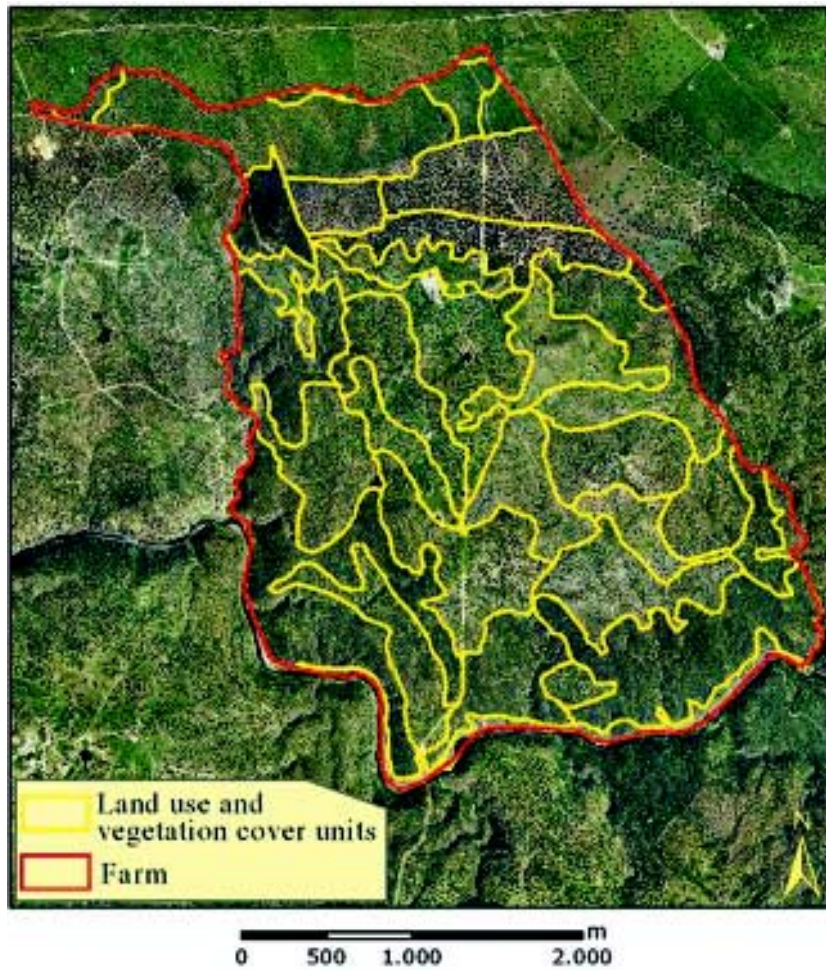 N
Land use and
vegetation cover units
Farm
m
0 500 1.000 2.000